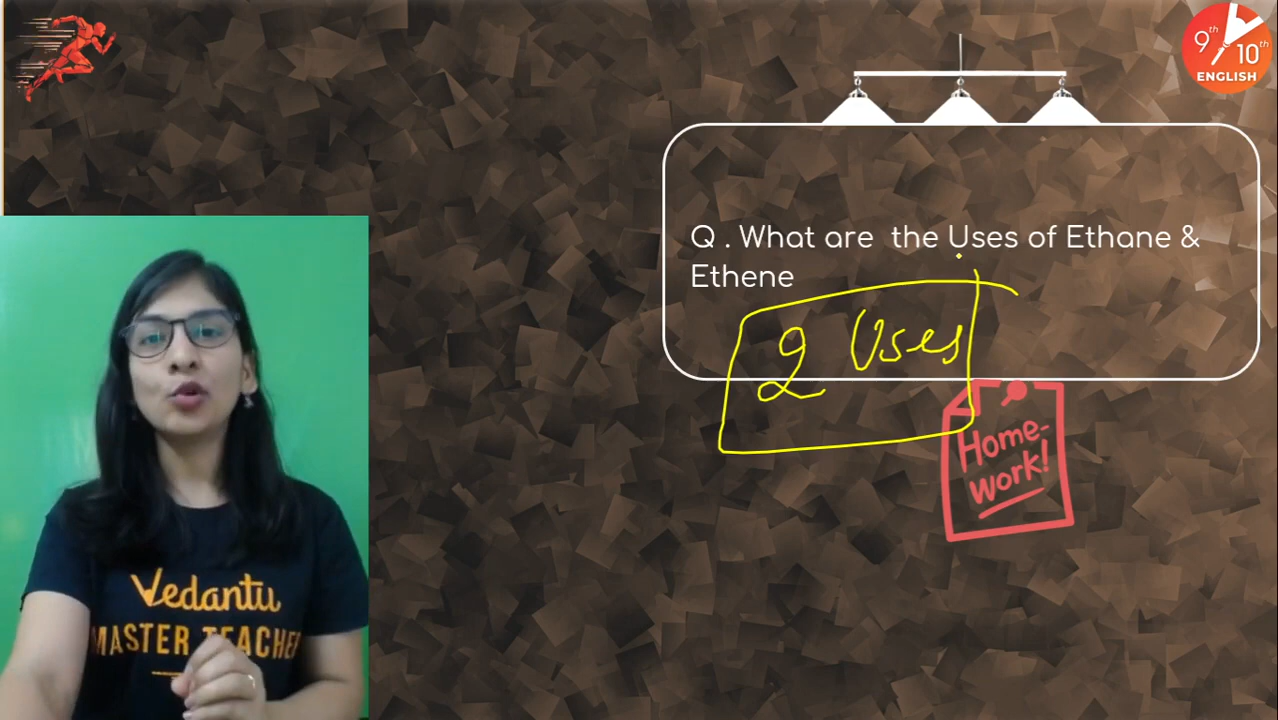 9th
10th
ENGLISH
Q . What are the Uses of Ethane &
Ethene
2 Uses
Home-
work!
Vedantu
MASTER TEACHER